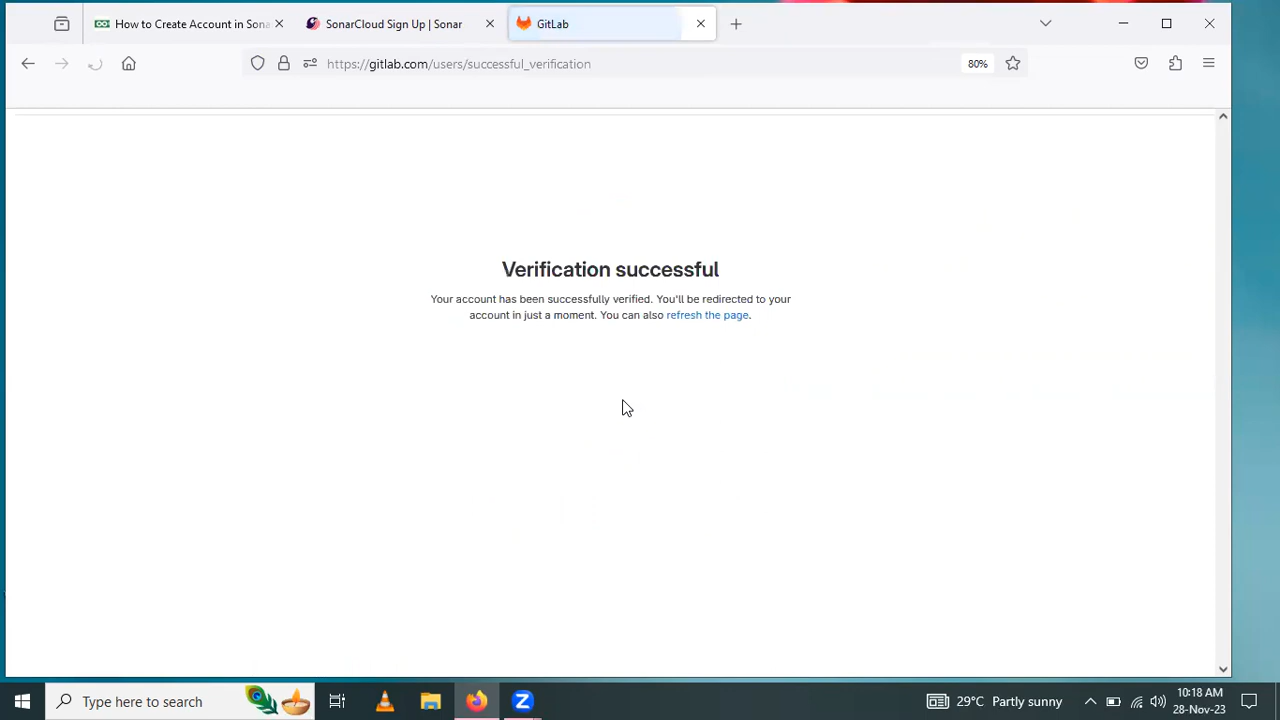 How to Create Account in Sona
SonarCloud Sign Up | Sonar
GitLab
https://gitlab.com/users/successful_verification
80%
Verification successful
Your account has been successfully verified. You'll be redirected to your
account in just a moment. You can also refresh the page.
Type here to search
29°C Partly sunny
10:18 AM
28-Nov-23